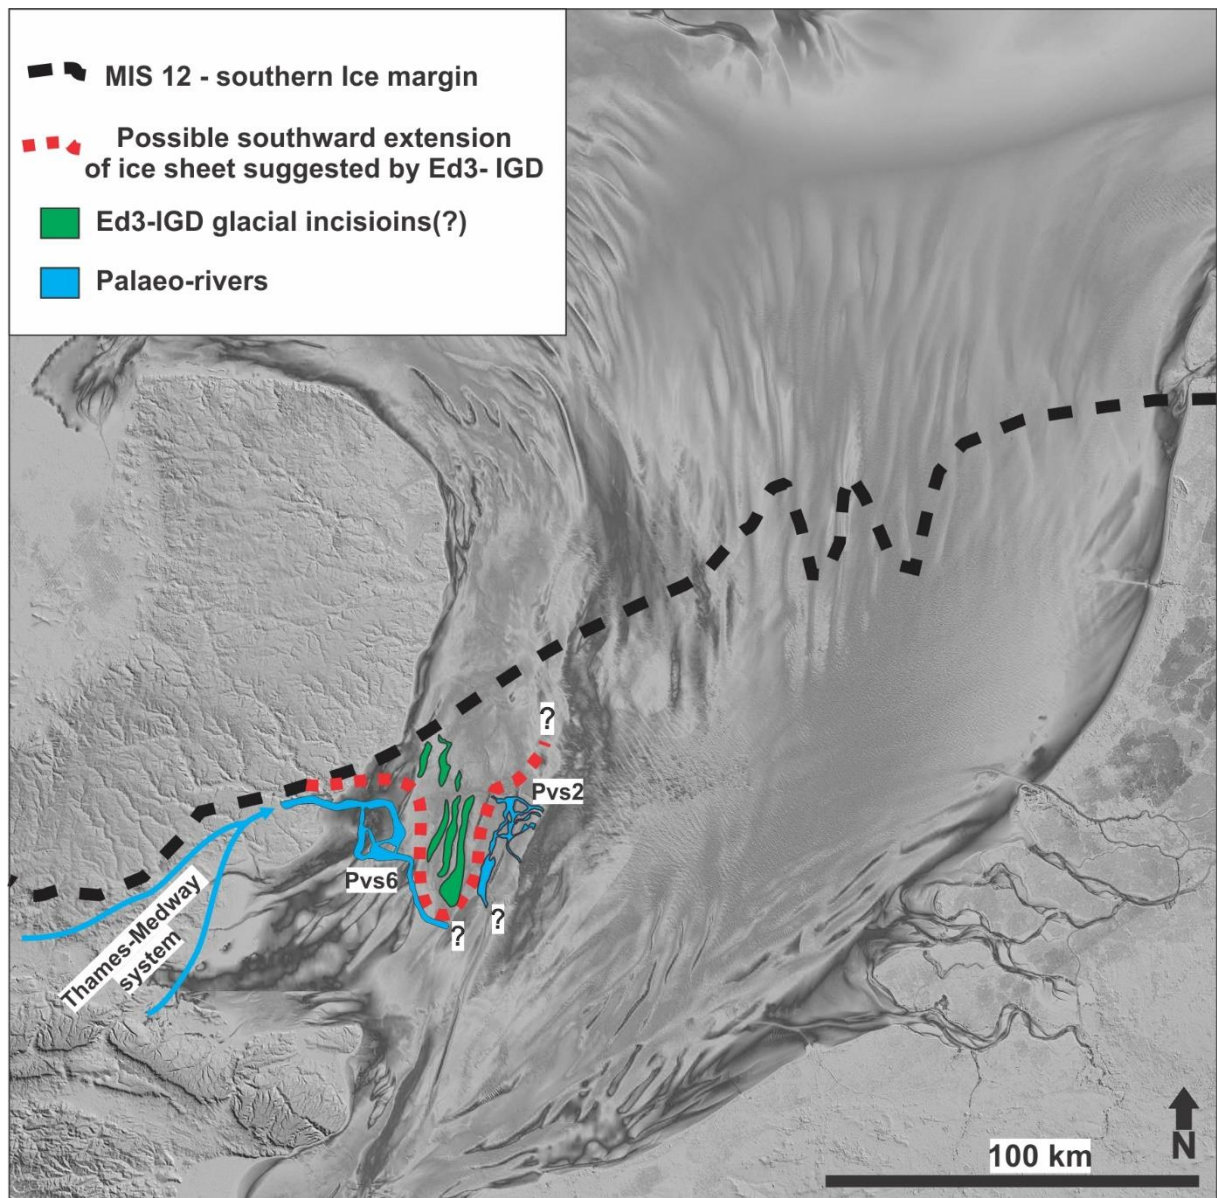 MIS 12 - southern Ice margin
Possible southward extension
of ice sheet suggested by Ed3- IGD
Ed3-IGD glacial incisioins(?)
Palaeo-rivers
?
Pvs2
Pvs6
?
?
Thames-Medway
system
100 km
N